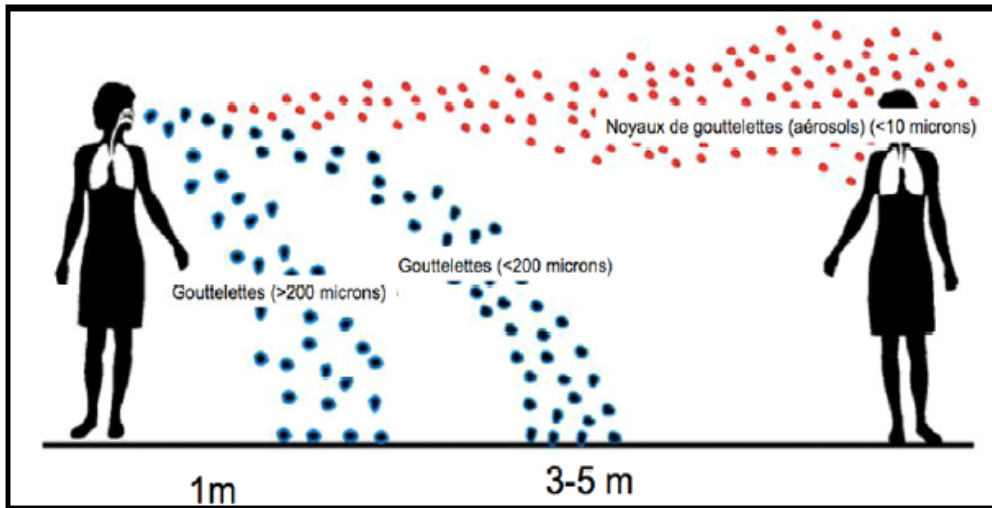 Noyaux de gouttelettes (aérosols) (<10 microns)
Gouttelettes (<200 microns)
Gouttelettes (>200 microns)
1m
3-5 m